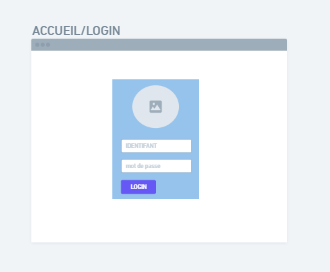 ACCUEIL/LOGIN
IDENTIFIANT
mot de passe
LOGIN